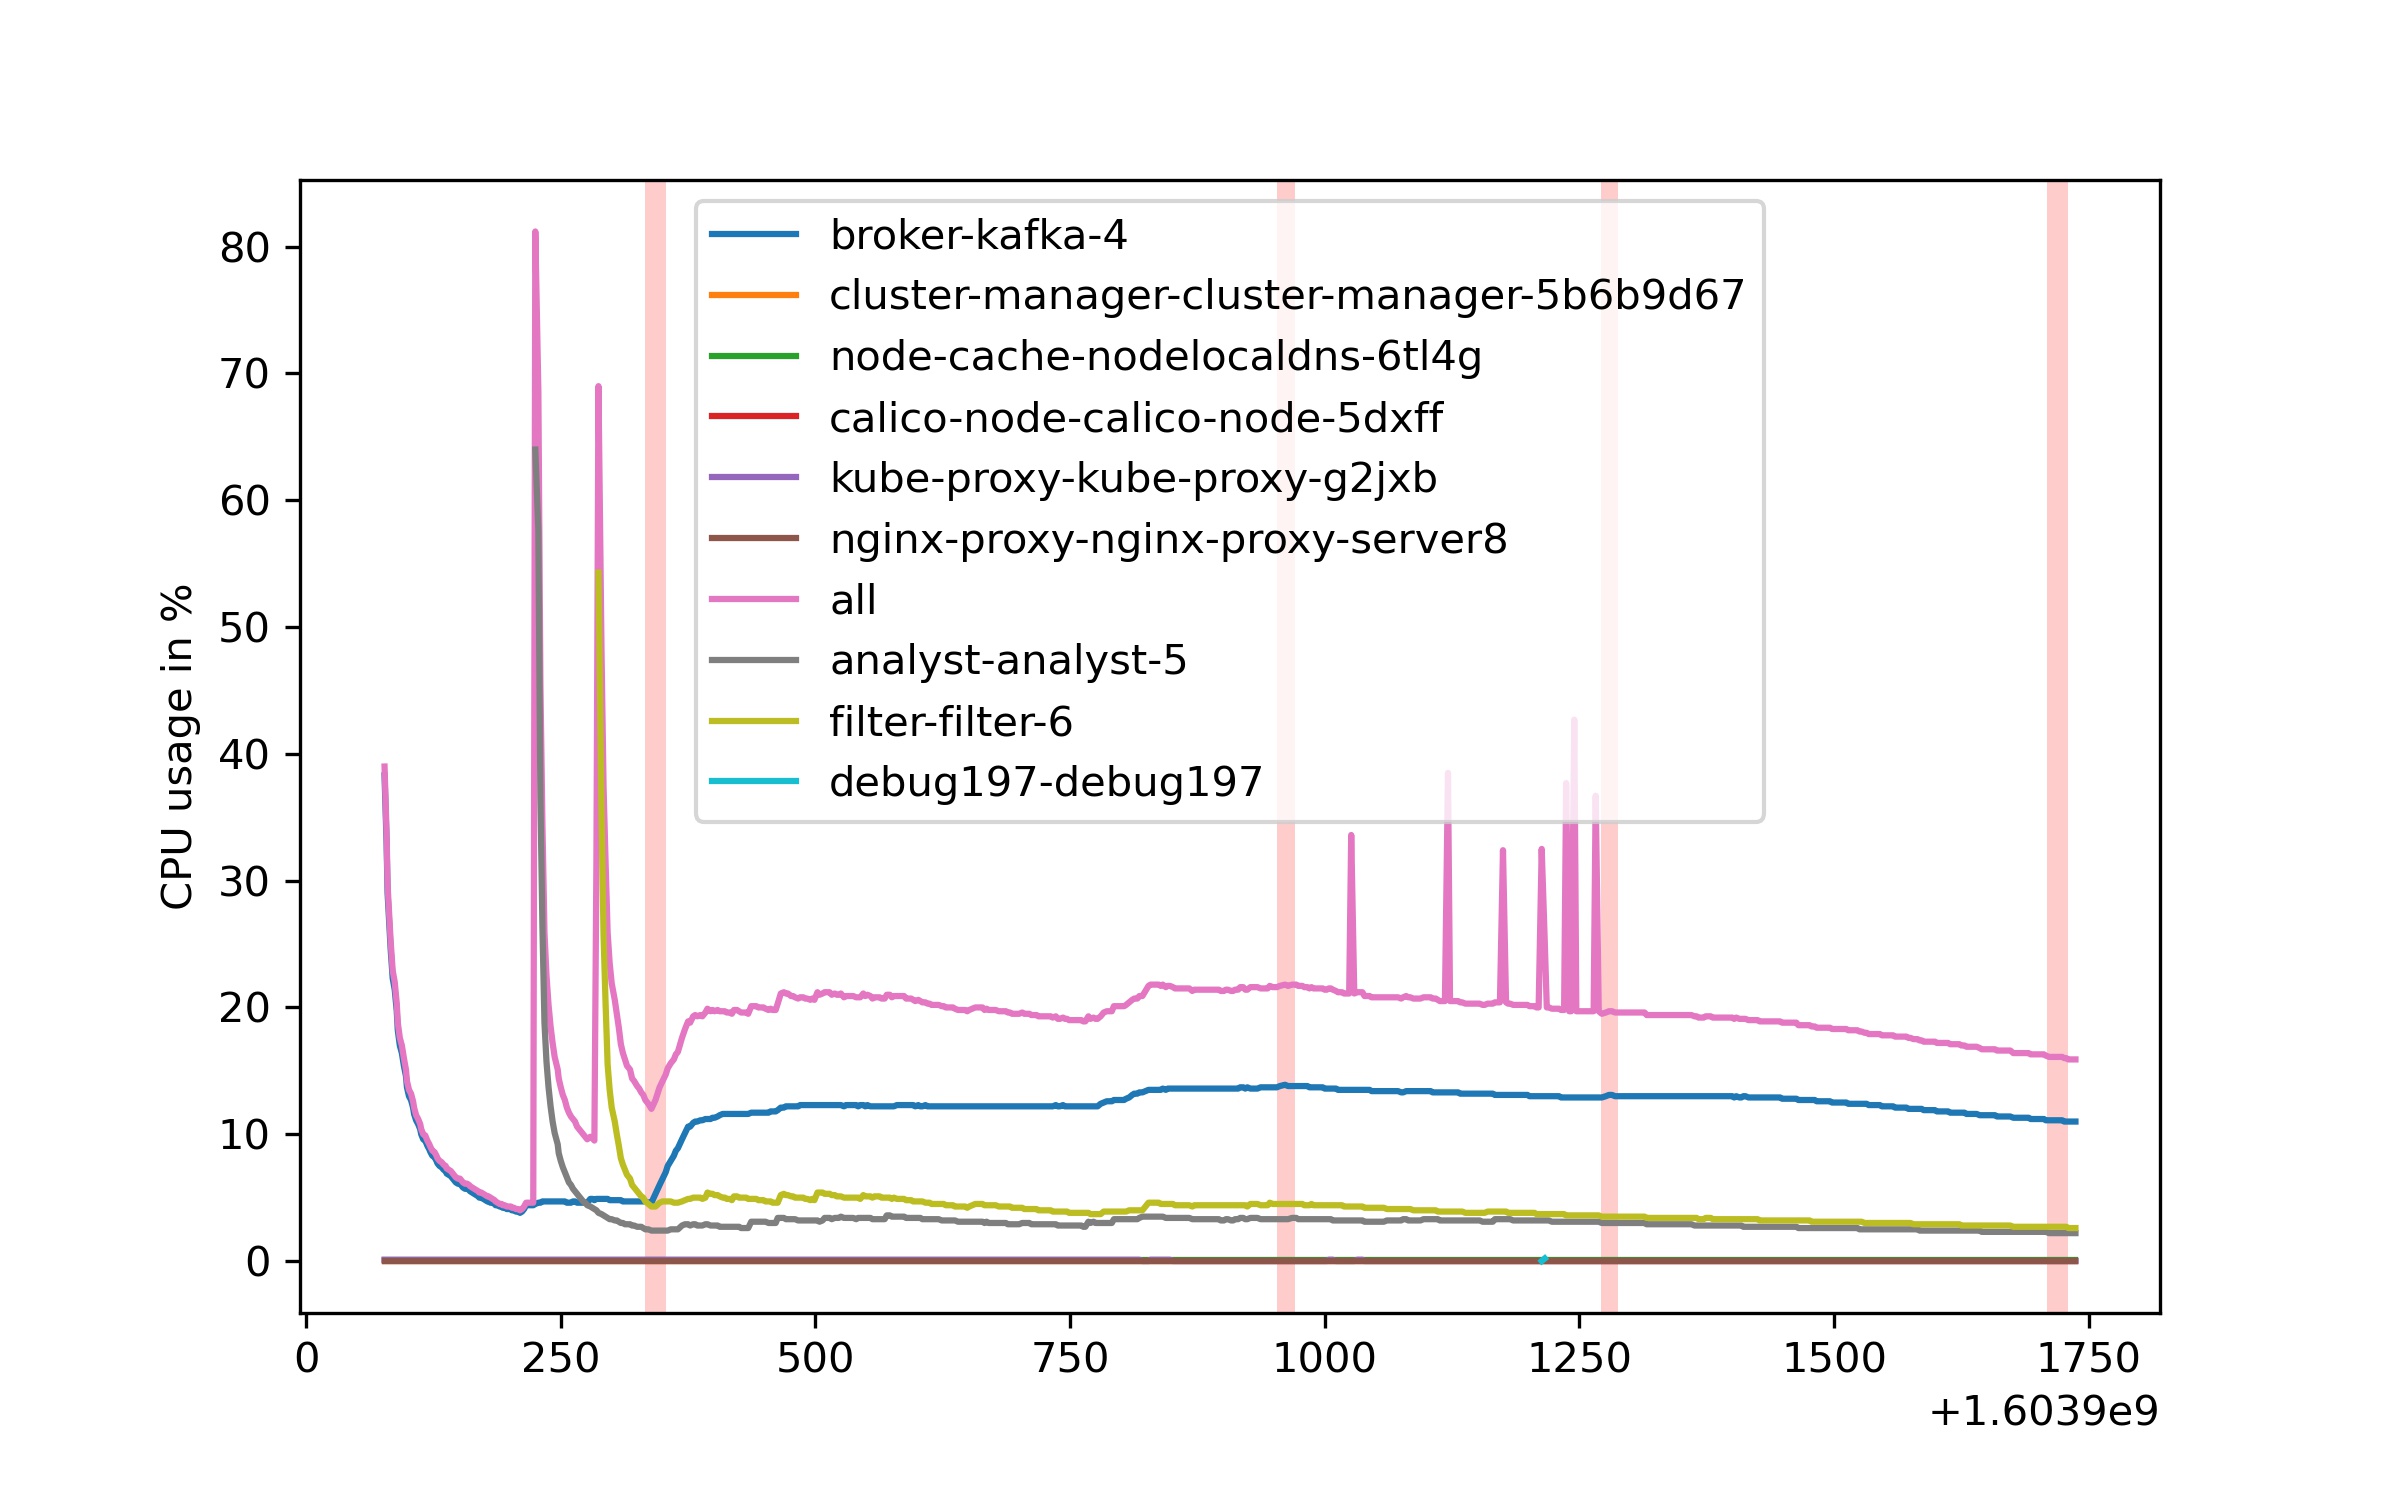 CPU usage in %
80
70
60
50
40
30
20
10
0
broker-kafka-4
cluster-manager-cluster-manager-5b6b9d67
node-cache-nodelocaldns-6tl4g
calico-node-calico-node-5dxff
kube-proxy-kube-proxy-g2jxb
nginx-proxy-nginx-proxy-server8
all
analyst-analyst-5
filter-filter-6
debug197-debug197
0 250 500 750 1000 1250 1500 1750
+1.6039e9